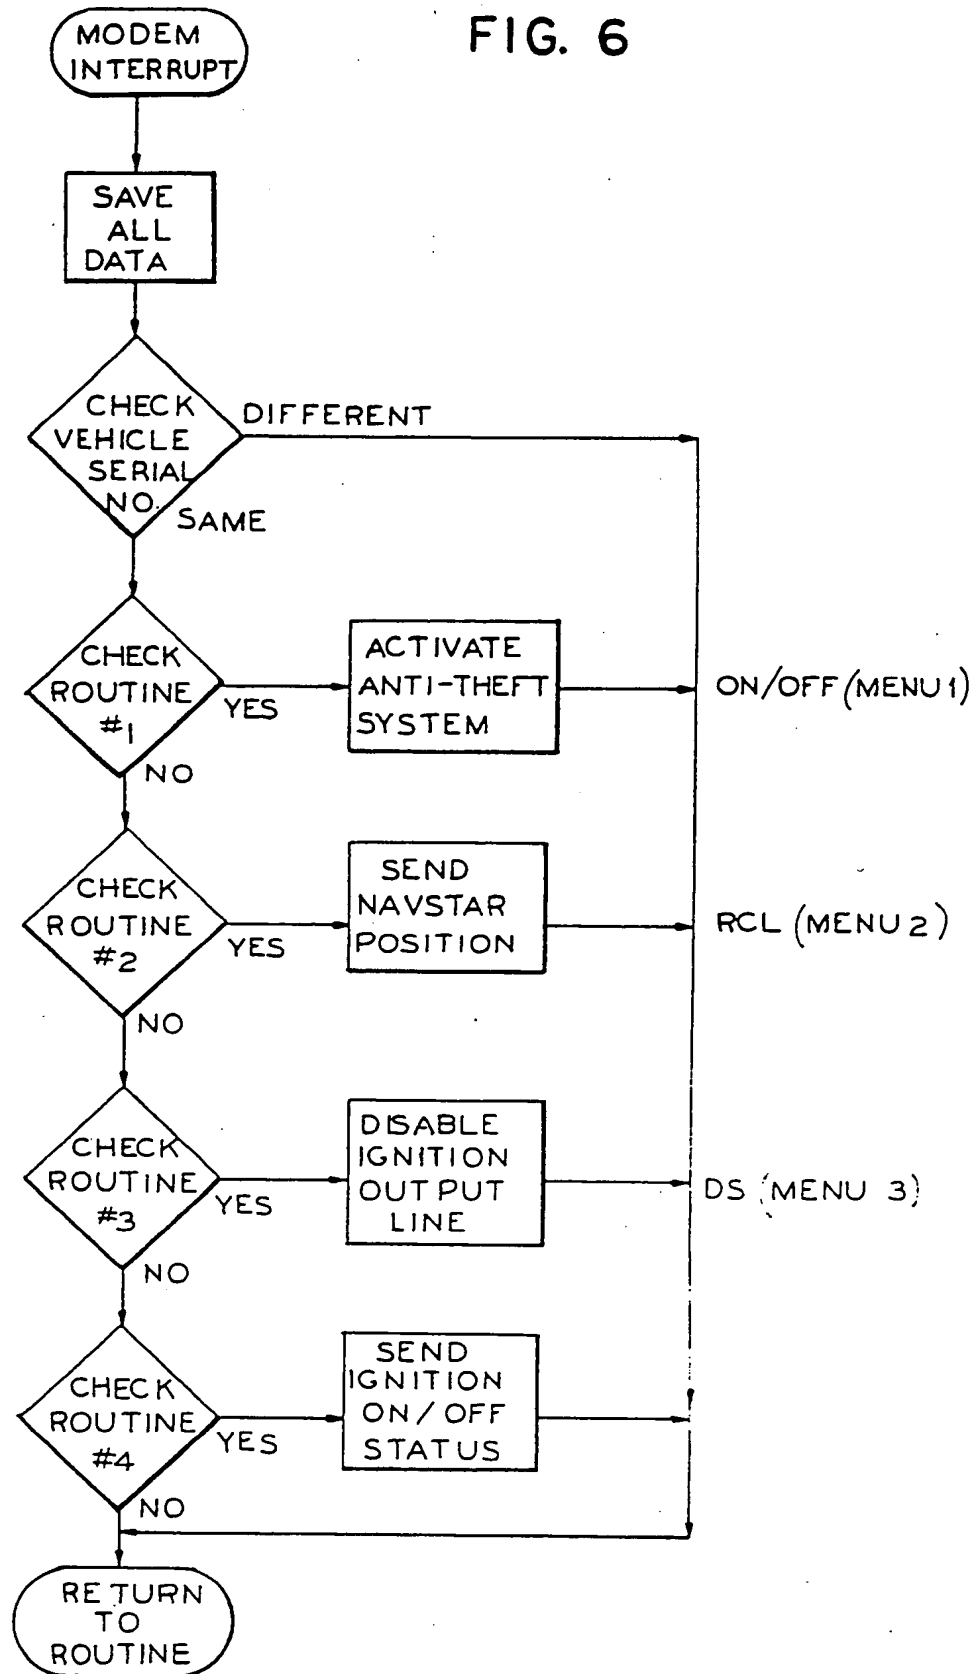 FIG. 6
MODEM
INTERRUPT
SAVE
ALL
DATA
CHECK
VEHICLE
SERIAL
NO.
DIFFERENT
SAME
CHECK
ROUTINE
#1
YES
NO
ACTIVATE
ANTI-THEFT
SYSTEM
ON/OFF (MENU 1)
CHECK
ROUTINE
#2
YES
NO
SEND
NAVSTAR
POSITION
RCL (MENU 2)
CHECK
ROUTINE
#3
YES
NO
DISABLE
IGNITION
OUTPUT
LINE
DS (MENU 3)
CHECK
ROUTINE
#4
YES
NO
SEND
IGNITION
ON/OFF
STATUS
RETURN
TO
ROUTINE